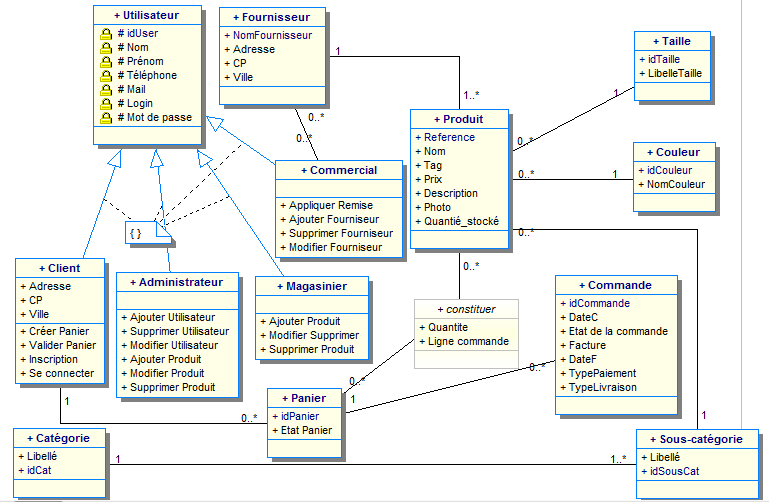 + Utilisateur
# idUser
# Nom
# Prénom
# Téléphone
# Mail
# Login
# Mot de passe
+ Fournisseur
+ NomFournisseur
+ Adresse
+ CP
+ Ville
1
1..*
0..*
0..*
+ Taille
+ idTaille
+ LibelleTaille
1
0..*
+ Produit
+ Reference
+ Nom
+ Tag
+ Prix
+ Description
+ Photo
+ Quantié_stocké
0..*
1
+ Couleur
+ idCouleur
+ NomCouleur
0..*
0..*
+ Commercial
+ Appliquer Remise
+ Ajouter Foruniseur
+ Supprimer Foruniseur
+ Modifier Foruniseur
{ }
+ Client
+ Adresse
+ CP
+ Ville
+ Créer Panier
+ Valider Panier
+ Inscription
+ Se connecter
+ Administrateur
+ Ajouter Utilisateur
+ Supprimer Utilisateur
+ Modifier Utilisateur
+ Ajouter Produit
+ Modifier Produit
+ Supprimer Produit
+ Magasinier
+ Ajouter Produit
+ Modifier Supprimer
+ Supprimer Produit
+ constituer
+ Quantite
+ Ligne commande
+ Commande
+ idCommande
+ DateC
+ Etat de la commande
+ Facture
+ DateF
+ TypePaiement
+ TypeLivraison
0..*
0..*
1
0..*
1
+ Panier
+ idPanier
+ Etat Panier
1
+ Catégorie
+ Libellé
+ idCat
1
1..*
+ Sous-catégorie
+ Libellé
+ idSousCat